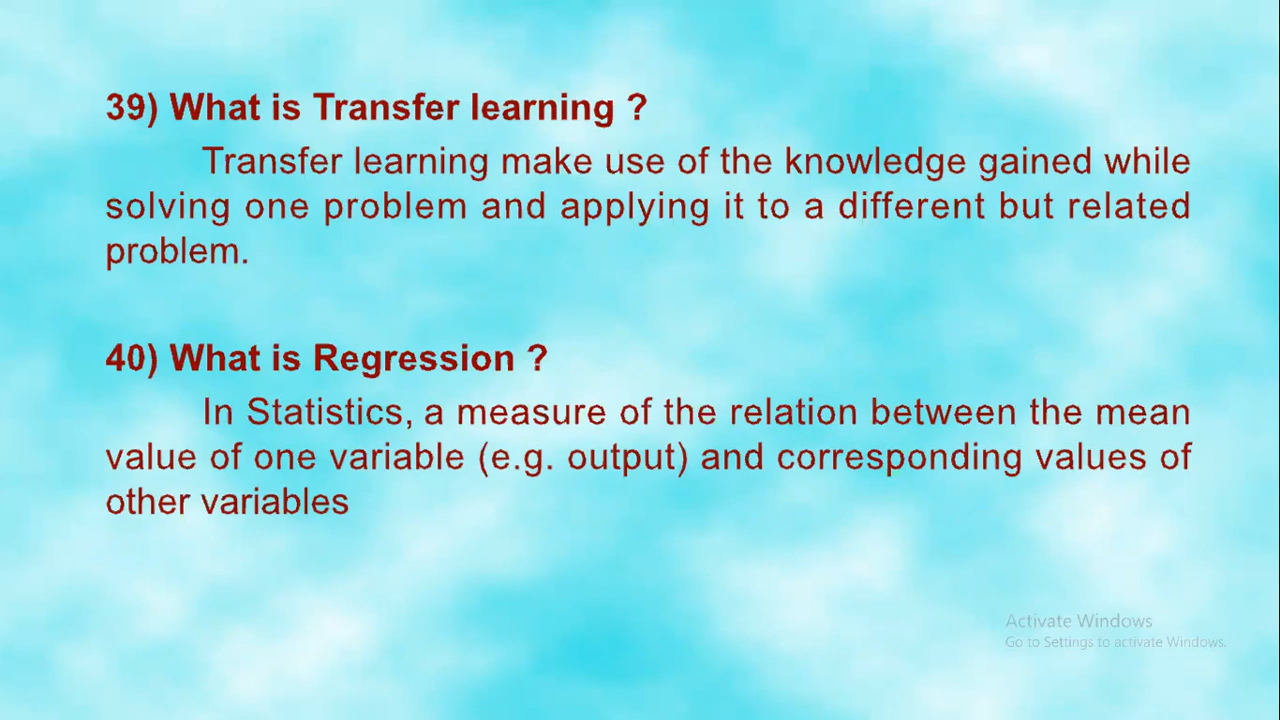 39) What is Transfer learning ?
Transfer learning make use of the knowledge gained while
solving one problem and applying it to a different but related
problem.
40) What is Regression ?
In Statistics, a measure of the relation between the mean
value of one variable (e.g. output) and corresponding values of
other variables
Activate Windows
Go to Settings to activate Windows.